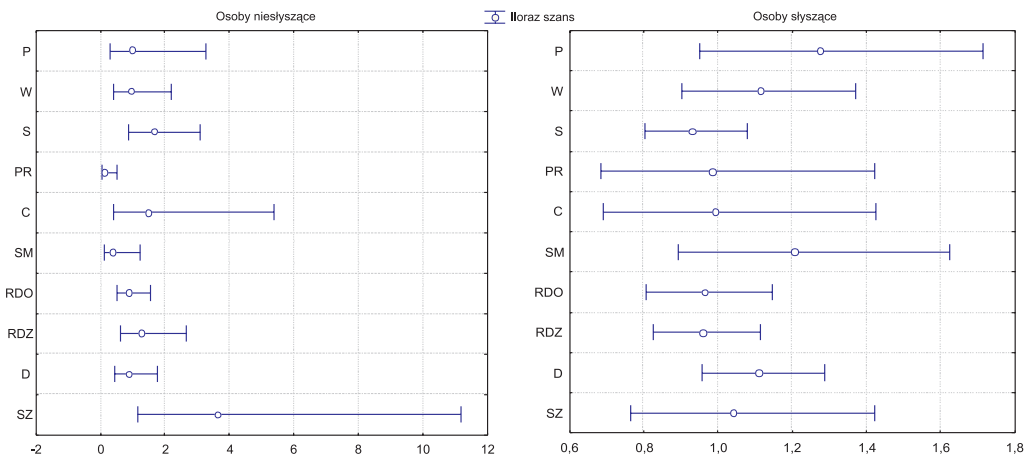 Osoby niesłyszące
Iloraz szans
Osoby słyszące
P
W
S
PR
C
SM
RDO
RDZ
D
SZ
-2 0 2 4 6 8 10 12
P
W
S
PR
C
SM
RDO
RDZ
D
SZ
0,6 0,8 1,0 1,2 1,4 1,6 1,8